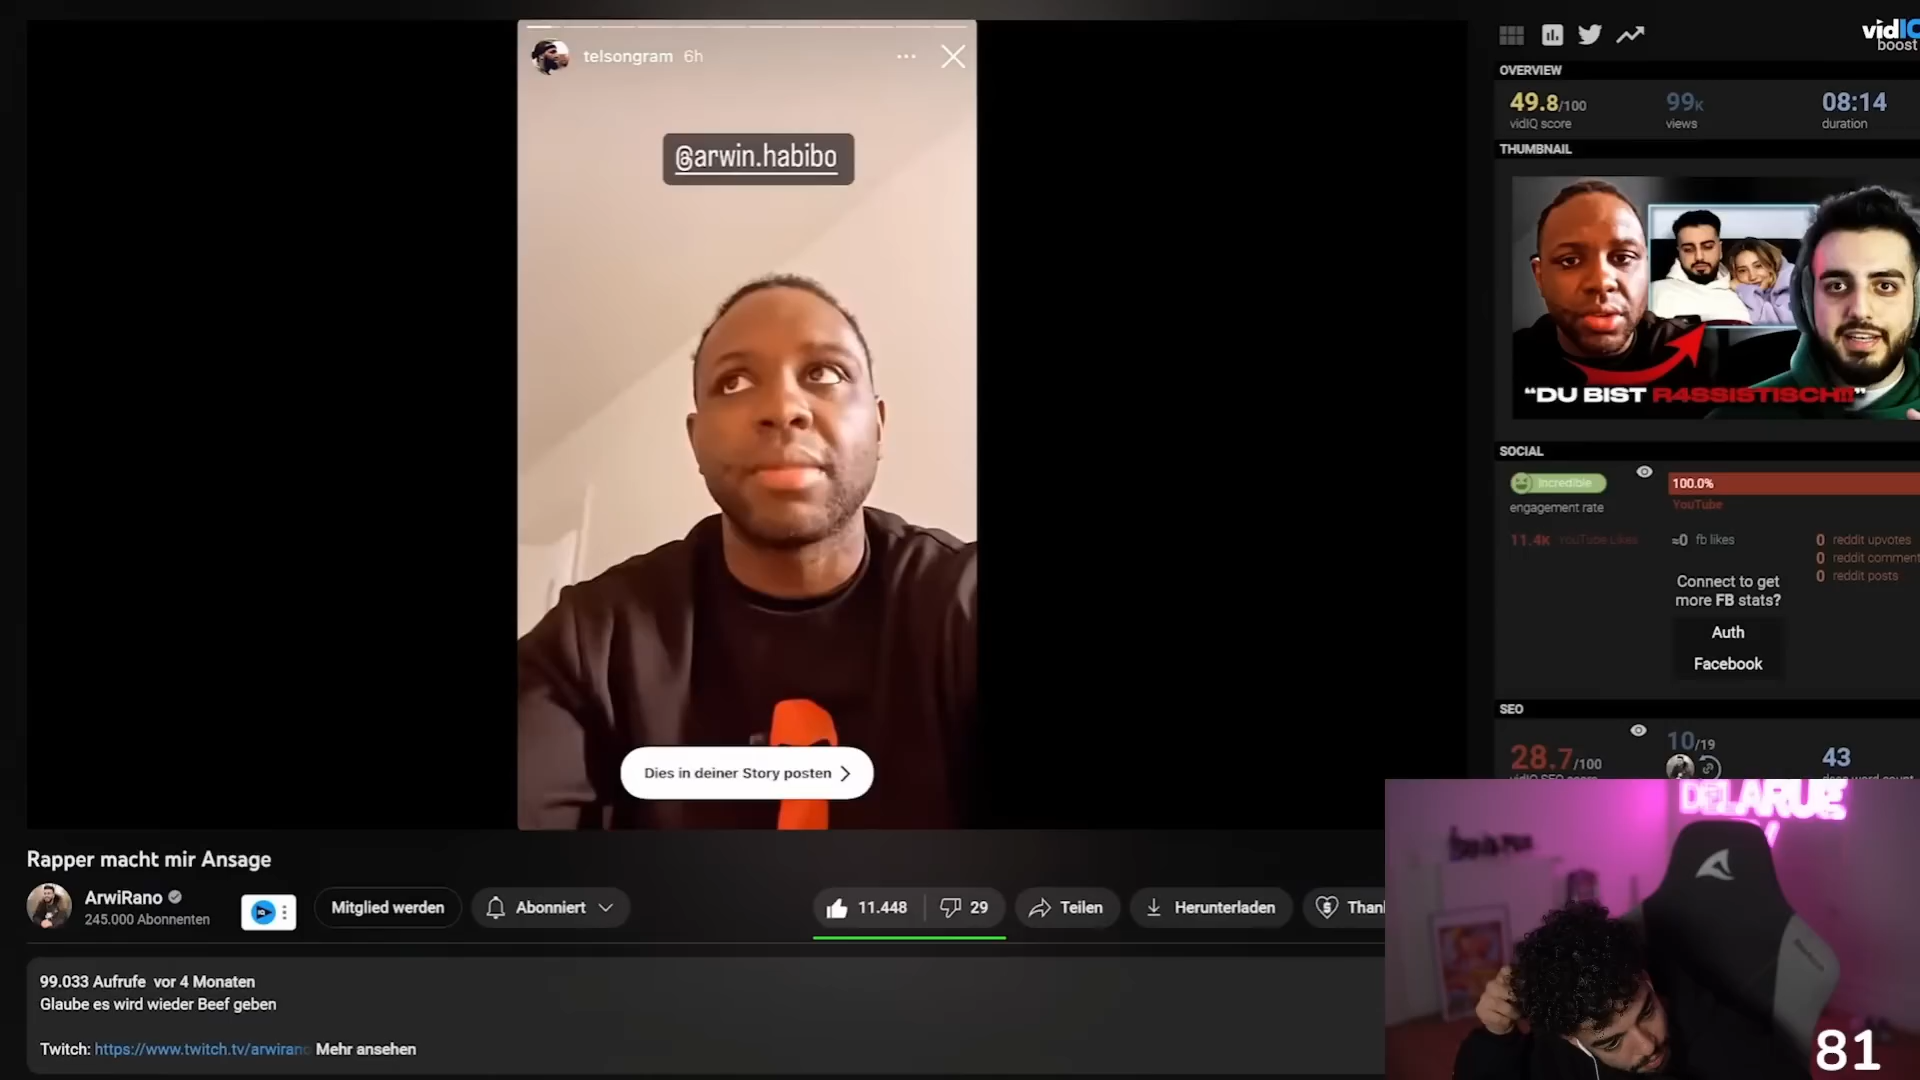 telsongram 6h
@arwin.habibo
Dies in deiner Story posten
Rapper macht mir Ansage
ArwiRano
245.000 Abonnenten
Mitglied werden
Abonniert
11.448
29
Teilen
Herunterladen
99.033 Aufrufe vor 4 Monaten
Glaube es wird wieder Beef geben
Twitch: https://www.twitch.tv/arwiran
Mehr ansehen
boost
OVERVIEW
49.8/100
vidIQ score
99K
views
08:14
duration
THUMBNAIL
“DU BIST R4SSISTISCH!!”
SOCIAL
Incredible
engagement rate
100.0%
YouTube
11.4K YouTube Likes
≈0 fb likes
0 reddit upvotes
0 reddit comment
0 reddit posts
Connect to get
more FB stats?
Auth
Facebook
SEO
28.7/100
10/19
43
DELARUE
81